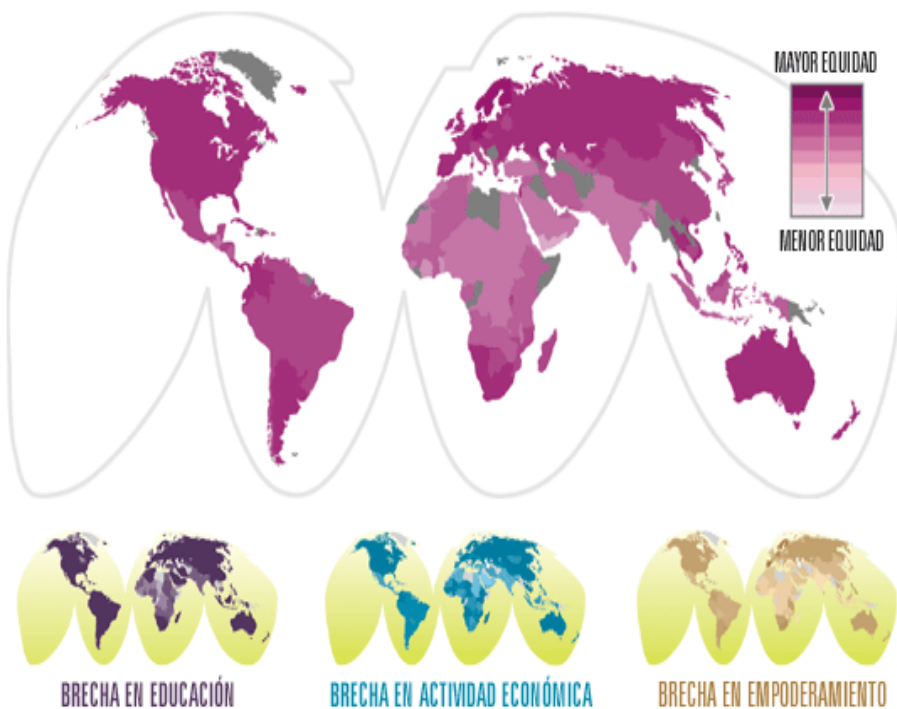 MAYOR EQUIDAD
MENOR EQUIDAD
BRECHA EN EDUCACIÓN
BRECHA EN ACTIVIDAD ECONÓMICA
BRECHA EN EMPODERAMIENTO